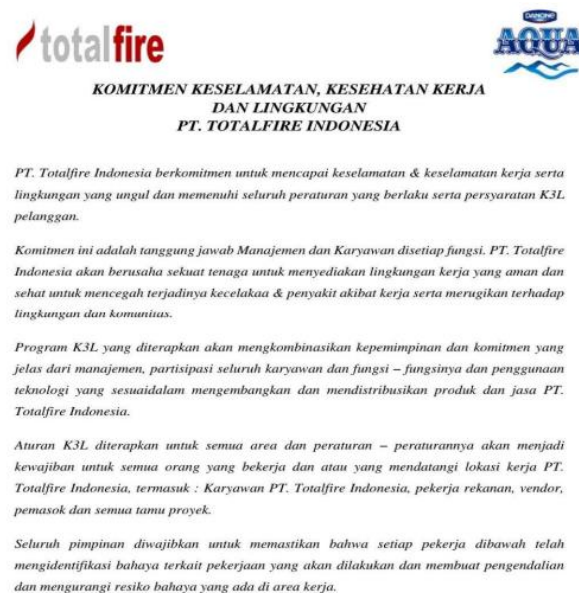 totalfire
DANONE
AQUA
KOMITMEN KESELAMATAN, KESEHATAN KERJA
DAN LINGKUNGAN
PT. TOTALFIRE INDONESIA
PT. Totalfire Indonesia berkomitmen untuk mencapai keselamatan & keselamatan kerja serta
lingkungan yang ungul dan memenuhi seluruh peraturan yang berlaku serta persyaratan K3L
pelanggan.
Komitmen ini adalah tanggung jawab Manajemen dan Karyawan disetiap fungsi. PT. Totalfire
Indonesia akan berusaha sekuat tenaga untuk menyediakan lingkungan kerja yang aman dan
sehat untuk mencegah terjadinya kecelakaa & penyakit akibat kerja serta merugikan terhadap
lingkungan dan komunitas.
Program K3L yang diterapkan akan mengkombinasikan kepemimpinan dan komitmen yang
jelas dari manajemen, partisipasi seluruh karyawan dan fungsi – fungsinya dan penggunaan
teknologi yang sesuaidalam mengembangkan dan mendistribusikan produk dan jasa PT.
Totalfire Indonesia.
Aturan K3L diterapkan untuk semua area dan peraturan – peraturannya akan menjadi
kewajiban untuk semua orang yang bekerja dan atau yang mendatangi lokasi kerja PT.
Totalfire Indonesia, termasuk : Karyawan PT. Totalfire Indonesia, pekerja rekanan, vendor,
pemasok dan semua tamu proyek.
Seluruh pimpinan diwajibkan untuk memastikan bahwa setiap pekerja dibawah telah
mengidentifikasi bahaya terkait pekerjaan yang akan dilakukan dan membuat pengendalian
dan mengurangi resiko bahaya yang ada di area kerja.